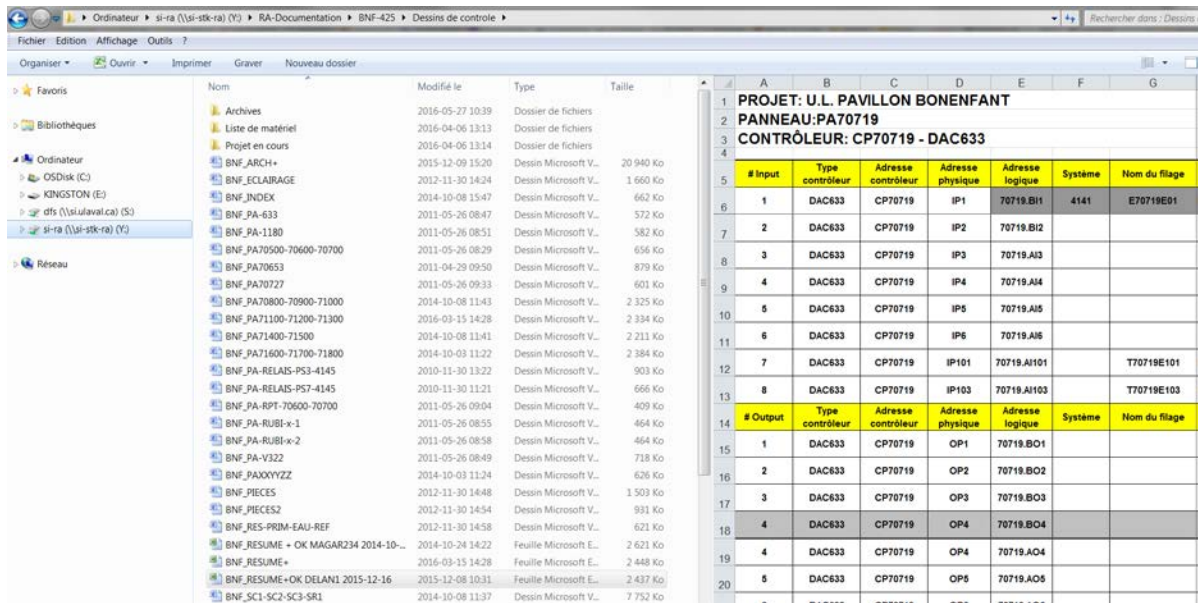 Ordinateur ▸ si-ra (\\si-stk-ra) (Y:) ▸ RA-Documentation ▸ BNF-425 ▸ Dessins de controle ▸
Rechercher dans : Dessins
Fichier Edition Affichage Outils ?
Organiser Ouvrir Imprimer Graver Nouveau dossier
Favoris
Bibliothèques
Ordinateur
OSDisk (C:)
KINGSTON (E:)
dfs (\\si.ulaval.ca) (S:)
si-ra (\\si-stk-ra) (Y:)
Réseau
Nom Modifié le Type Taille
Archives 2016-05-27 10:39 Dossier de fichiers
Liste de matériel 2016-04-06 13:13 Dossier de fichiers
Projet en cours 2016-04-06 13:14 Dossier de fichiers
BNF_ARCH+ 2015-12-09 15:20 Dessin Microsoft V... 20 940 Ko
BNF_ECLAIRAGE 2012-11-30 14:24 Dessin Microsoft V... 1 660 Ko
BNF_INDEX 2014-10-08 15:47 Dessin Microsoft V... 662 Ko
BNF_PA-633 2011-05-26 08:47 Dessin Microsoft V... 572 Ko
BNF_PA-1180 2011-05-26 08:51 Dessin Microsoft V... 582 Ko
BNF_PA70500-70600-70700 2011-05-26 08:29 Dessin Microsoft V... 656 Ko
BNF_PA70653 2011-04-29 09:50 Dessin Microsoft V... 879 Ko
BNF_PA70727 2011-05-26 09:33 Dessin Microsoft V... 601 Ko
BNF_PA70800-70900-71000 2014-10-08 11:43 Dessin Microsoft V... 2 325 Ko
BNF_PA71100-71200-71300 2016-03-15 14:28 Dessin Microsoft V... 2 334 Ko
BNF_PA71400-71500 2014-10-08 11:41 Dessin Microsoft V... 2 211 Ko
BNF_PA71600-71700-71800 2014-10-03 11:22 Dessin Microsoft V... 2 384 Ko
BNF_PA-RELAIS-PS3-4145 2010-11-30 13:22 Dessin Microsoft V... 903 Ko
BNF_PA-RELAIS-PS7-4145 2010-11-30 11:21 Dessin Microsoft V... 666 Ko
BNF_PA-RPT-70600-70700 2011-05-26 09:04 Dessin Microsoft V... 409 Ko
BNF_PA-RUBI-x-1 2011-05-26 08:55 Dessin Microsoft V... 464 Ko
BNF_PA-RUBI-x-2 2011-05-26 08:58 Dessin Microsoft V... 464 Ko
BNF_PA-V322 2011-05-26 08:49 Dessin Microsoft V... 718 Ko
BNF_PAXXYYZZ 2014-10-03 11:24 Dessin Microsoft V... 626 Ko
BNF_PIECES 2012-11-30 14:48 Dessin Microsoft V... 1 503 Ko
BNF_PIECES2 2012-11-30 14:54 Dessin Microsoft V... 931 Ko
BNF_RES-PRIM-EAU-REF 2012-11-30 14:58 Dessin Microsoft V... 621 Ko
BNF_RESUME + OK MAGAR234 2014-10-... 2014-10-24 14:22 Feuille Microsoft E... 2 621 Ko
BNF_RESUME+ 2016-03-15 14:28 Feuille Microsoft E... 2 448 Ko
BNF_RESUME+OK DELAN1 2015-12-16 2015-12-08 10:31 Feuille Microsoft E... 2 437 Ko
BNF_SC1-SC2-SC3-SR1 2014-10-08 11:37 Dessin Microsoft V... 7 752 Ko
A B C D E F G
1 PROJET: U.L. PAVILLON BONENFANT
2 PANNEAU:PA70719
3 CONTRÔLEUR: CP70719 - DAC633
4
5 # Input Type contrôleur Adresse contrôleur Adresse physique Adresse logique Système Nom du filage
6 1 DAC633 CP70719 IP1 70719.BI1 4141 E70719E01
7 2 DAC633 CP70719 IP2 70719.BI2
8 3 DAC633 CP70719 IP3 70719.AI3
9 4 DAC633 CP70719 IP4 70719.AI4
10 5 DAC633 CP70719 IP5 70719.AI5
11 6 DAC633 CP70719 IP6 70719.AI6
12 7 DAC633 CP70719 IP101 70719.AI101 T70719E101
13 8 DAC633 CP70719 IP103 70719.AI103 T70719E103
14 # Output Type contrôleur Adresse contrôleur Adresse physique Adresse logique Système Nom du filage
15 1 DAC633 CP70719 OP1 70719.BO1
16 2 DAC633 CP70719 OP2 70719.BO2
17 3 DAC633 CP70719 OP3 70719.BO3
18 4 DAC633 CP70719 OP4 70719.BO4
19 4 DAC633 CP70719 OP4 70719.AO4
20 5 DAC633 CP70719 OP5 70719.AO5